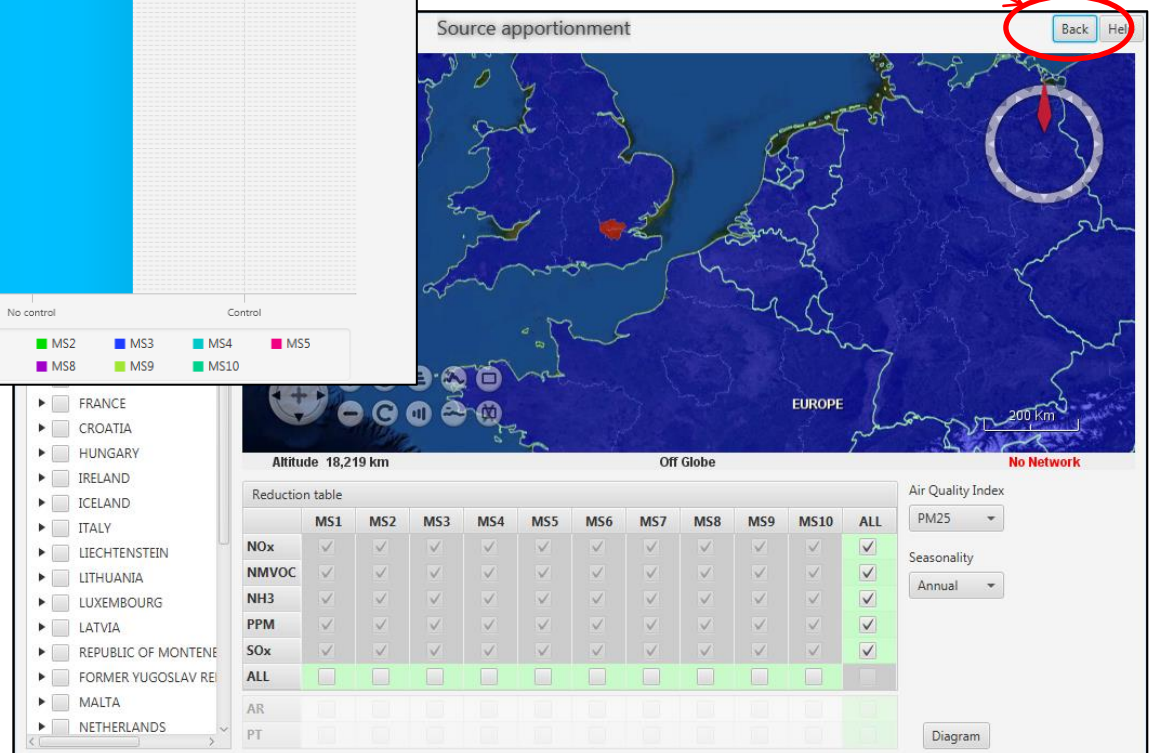 Source apportionment
Back Help
No control Control
MS2 MS3 MS4 MS5
MS8 MS9 MS10
EUROPE
200 Km
Altitude 18,219 km Off Globe No Network
FRANCE
CROATIA
HUNGARY
IRELAND
ICELAND
ITALY
LIECHTENSTEIN
LITHUANIA
LUXEMBOURG
LATVIA
REPUBLIC OF MONTENE
FORMER YUGOSLAV RE
MALTA
NETHERLANDS
Reduction table
MS1 MS2 MS3 MS4 MS5 MS6 MS7 MS8 MS9 MS10 ALL
NOx
NMVOC
NH3
PPM
SOx
ALL
AR
PT
Air Quality Index
PM25
Seasonality
Annual
Diagram